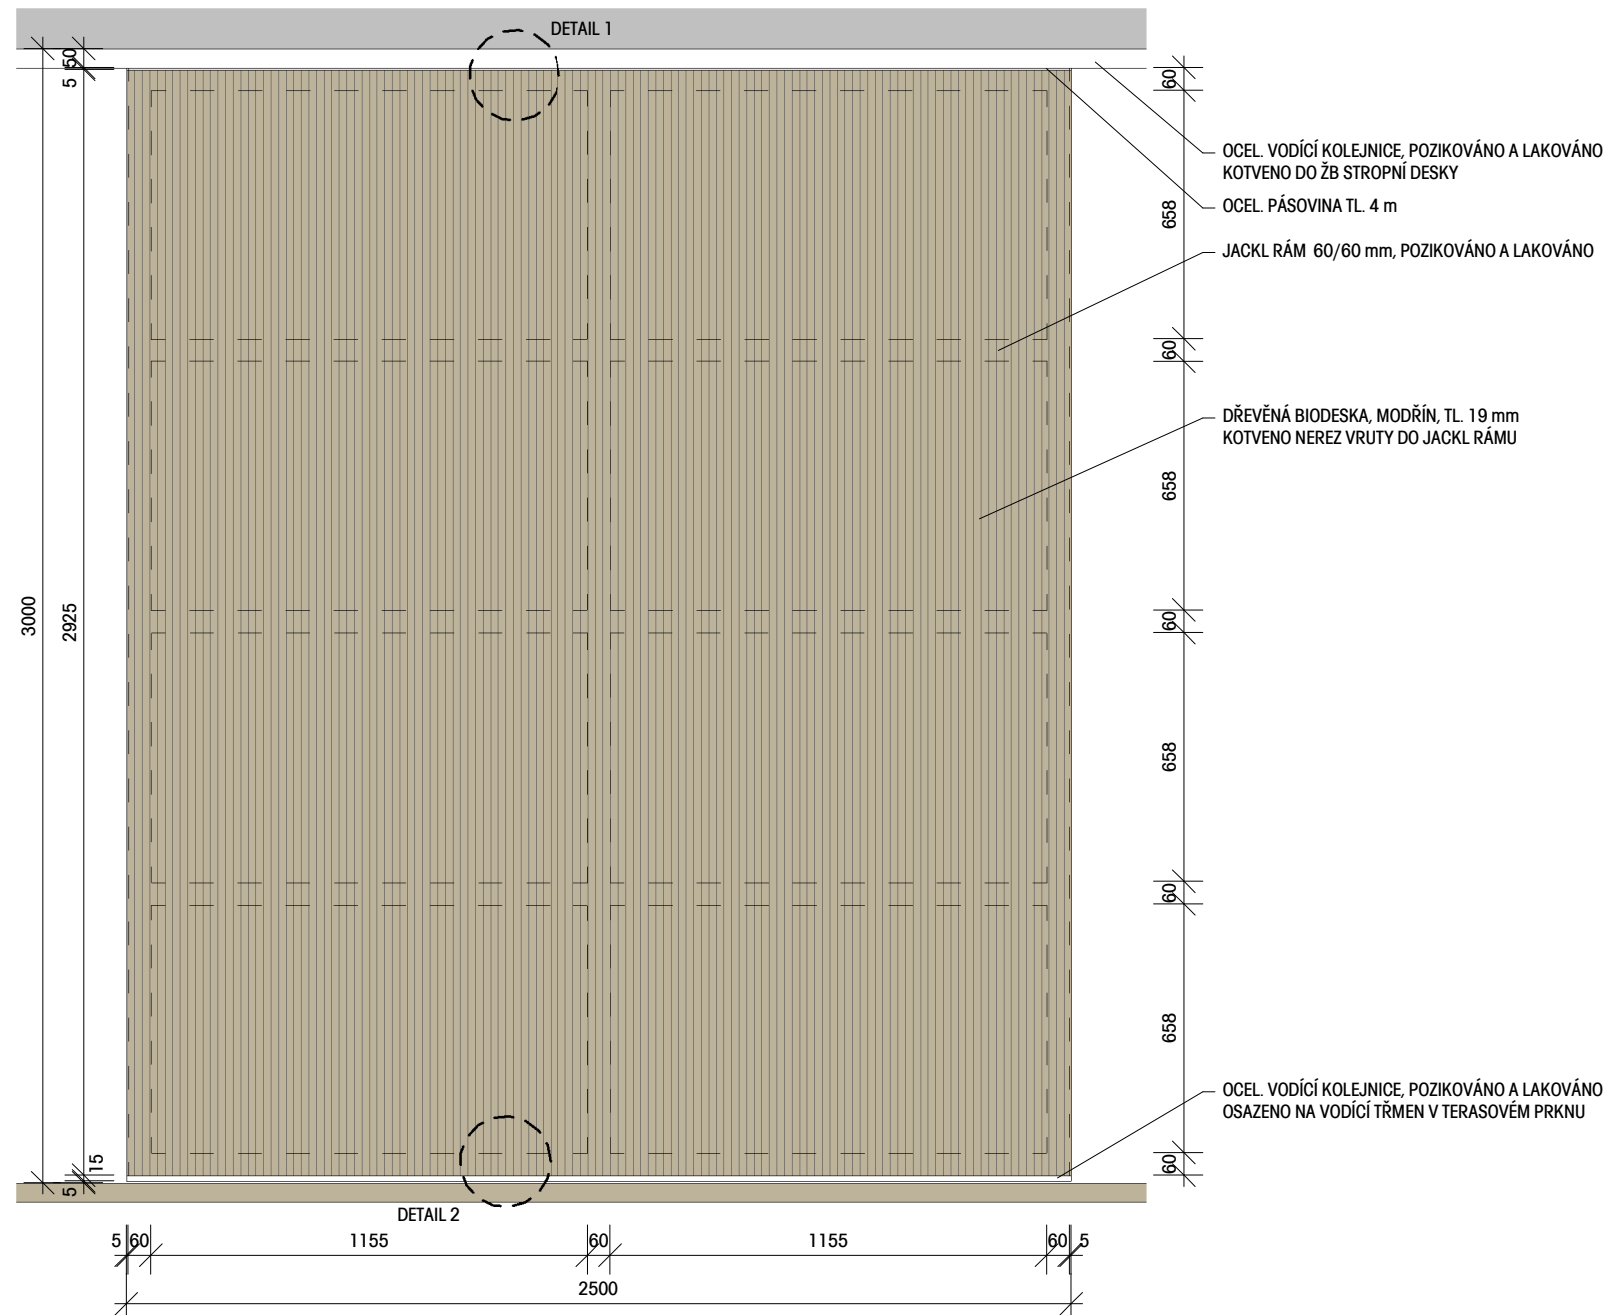 DETAIL 1
50
5
60
OCEL. VODÍCÍ KOLEJNICE, POZIKOVÁNO A LAKOVÁNO
KOTVENO DO ŽB STROPNÍ DESKY
OCEL. PÁSOVINA TL. 4 m
658
JACKL RÁM 60/60 mm, POZIKOVÁNO A LAKOVÁNO
60
DŘEVĚNÁ BIODESKA, MODŘÍN, TL. 19 mm
KOTVENO NEREZ VRUTY DO JACKL RÁMU
658
3000
2925
60
658
60
658
OCEL. VODÍCÍ KOLEJNICE, POZIKOVÁNO A LAKOVÁNO
OSAZENO NA VODÍCÍ TŘMEN V TERASOVÉM PRKNU
15
60
5
DETAIL 2
5 60 1155 60 1155 60 5
2500